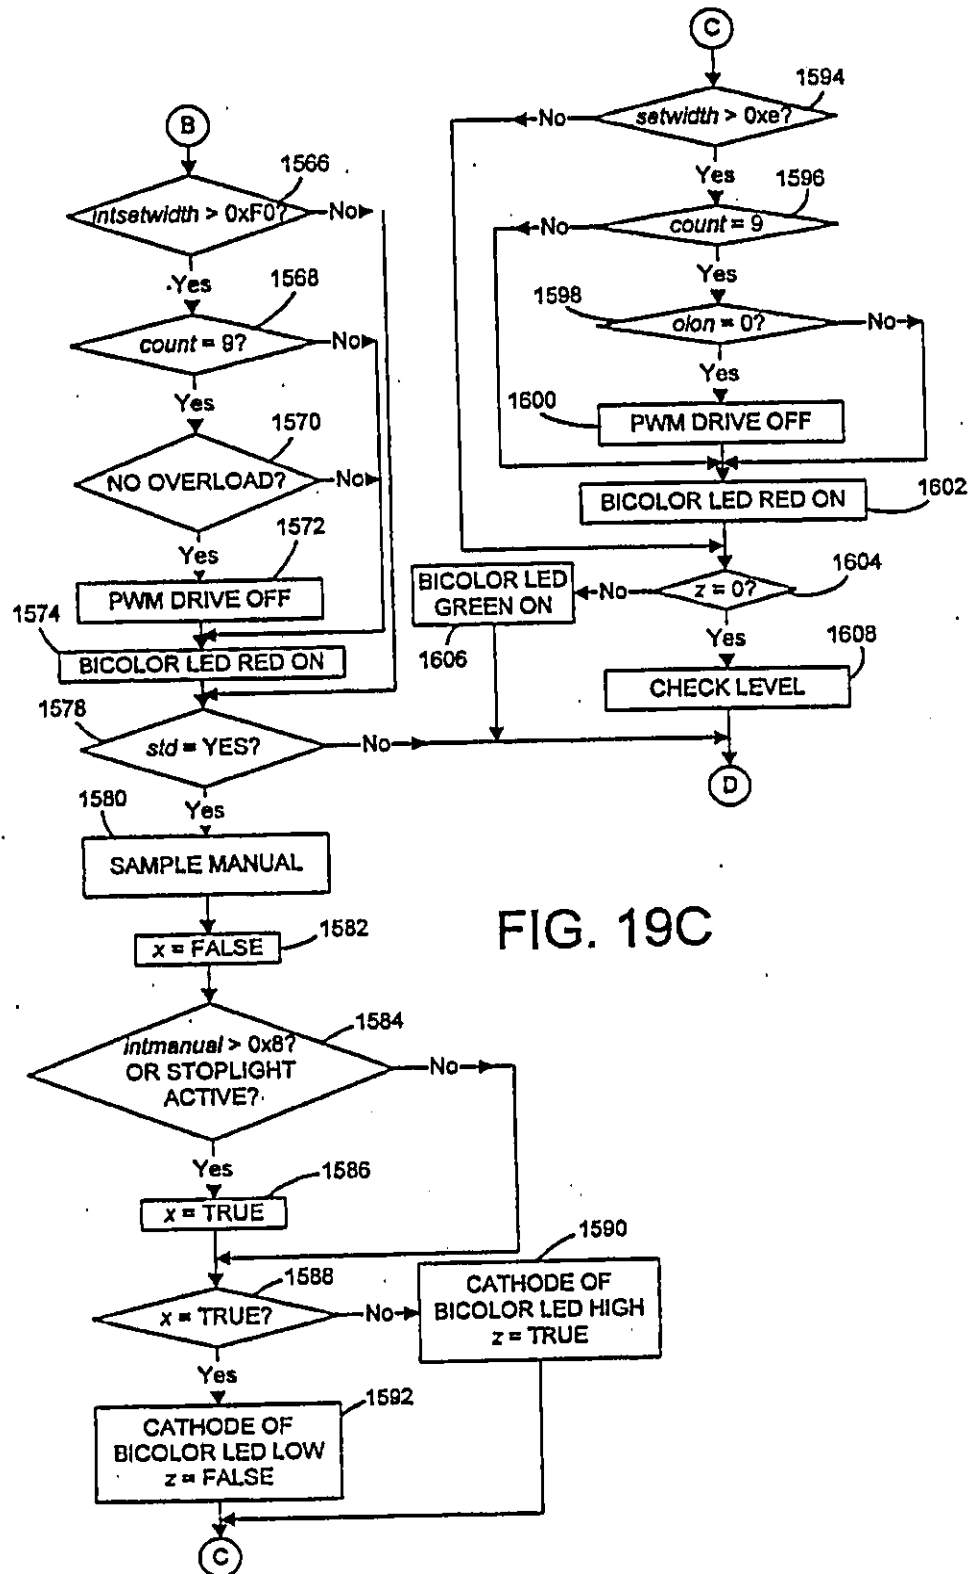 B
1566
intsetwidth > 0xF0?
No
Yes
1568
count = 9?
No
Yes
1570
NO OVERLOAD?
No
Yes
1572
PWM DRIVE OFF
1574
BICOLOR LED RED ON
1578
std = YES?
No
Yes
1580
SAMPLE MANUAL
1582
x = FALSE
1584
intmanual > 0x8?
OR STOPLIGHT
ACTIVE?
No
Yes
1586
x = TRUE
1588
x = TRUE?
No
1590
CATHODE OF
BICOLOR LED HIGH
z = TRUE
Yes
1592
CATHODE OF
BICOLOR LED LOW
z = FALSE
C
C
1594
setwidth > 0xe?
No
Yes
1596
count = 9
No
Yes
1598
olon = 0?
No
Yes
1600
PWM DRIVE OFF
1602
BICOLOR LED RED ON
1604
z = 0?
No
BICOLOR LED
GREEN ON
1606
Yes
1608
CHECK LEVEL
D
FIG. 19C